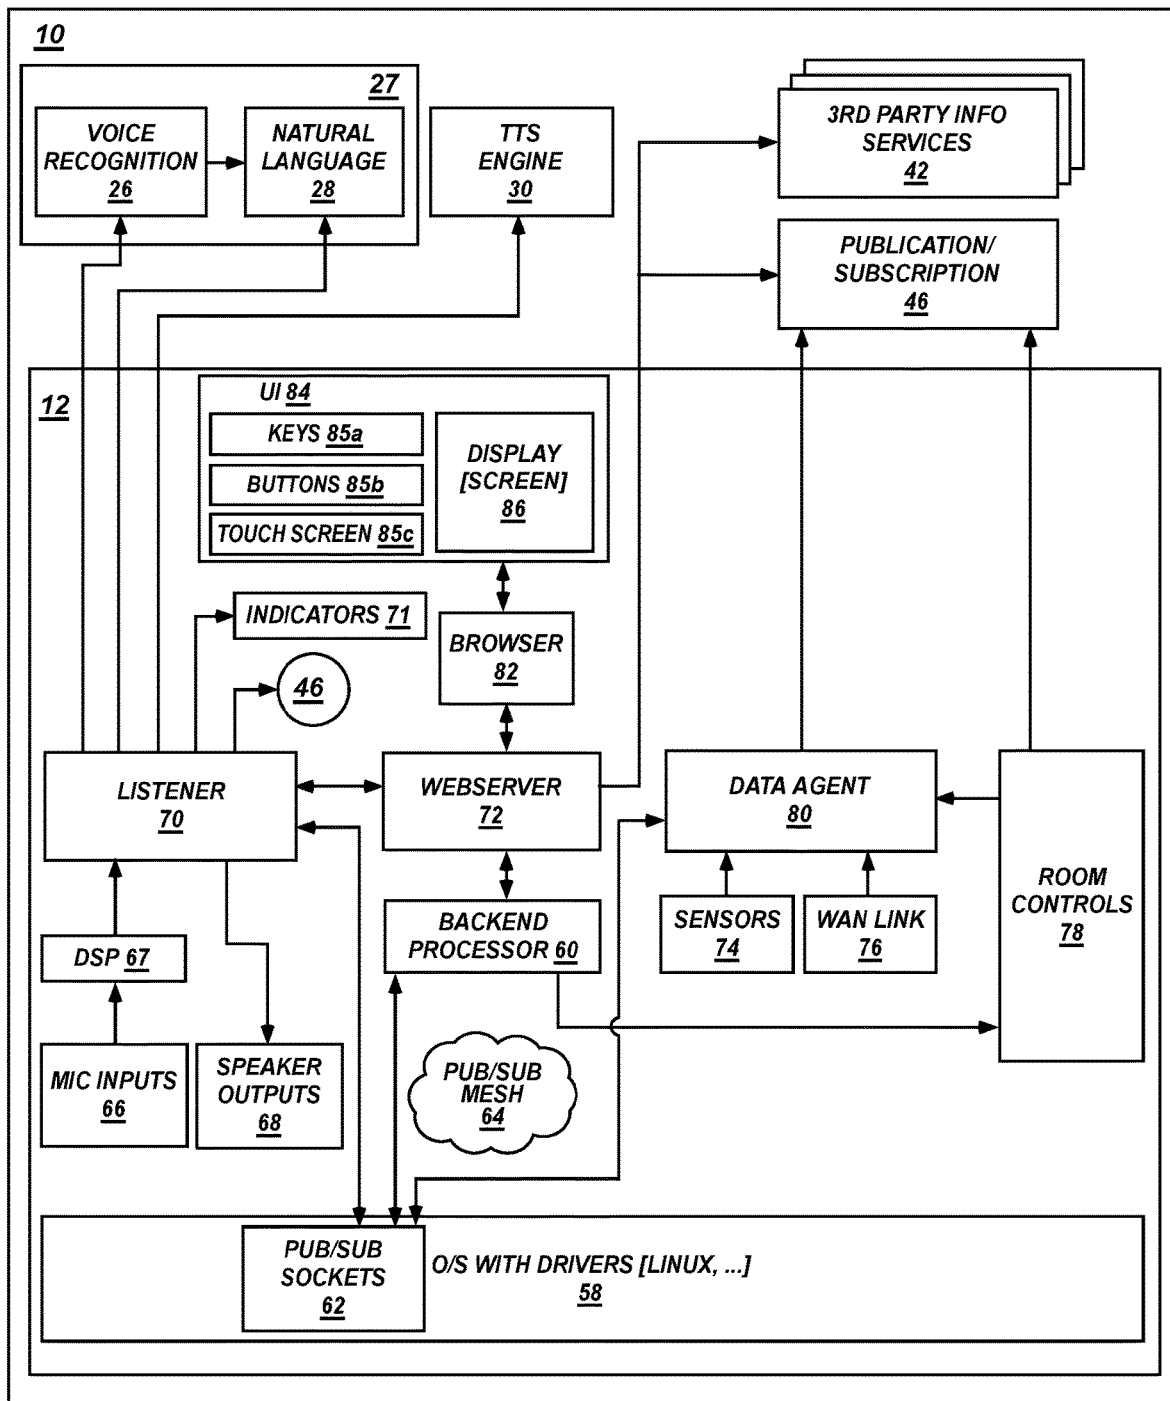 10
27
VOICE
RECOGNITION
26
NATURAL
LANGUAGE
28
TTS
ENGINE
30
3RD PARTY INFO
SERVICES
42
PUBLICATION/
SUBSCRIPTION
46
12
UI 84
KEYS 85a
BUTTONS 85b
TOUCH SCREEN 85c
DISPLAY
[SCREEN]
86
INDICATORS 71
BROWSER
82
46
LISTENER
70
WEBSERVER
72
DATA AGENT
80
ROOM
CONTROLS
78
BACKEND
PROCESSOR 60
SENSORS
74
WAN LINK
76
DSP 67
MIC INPUTS
66
SPEAKER
OUTPUTS
68
PUB/SUB
MESH
64
PUB/SUB
SOCKETS
62
O/S WITH DRIVERS [LINUX, ...]
58